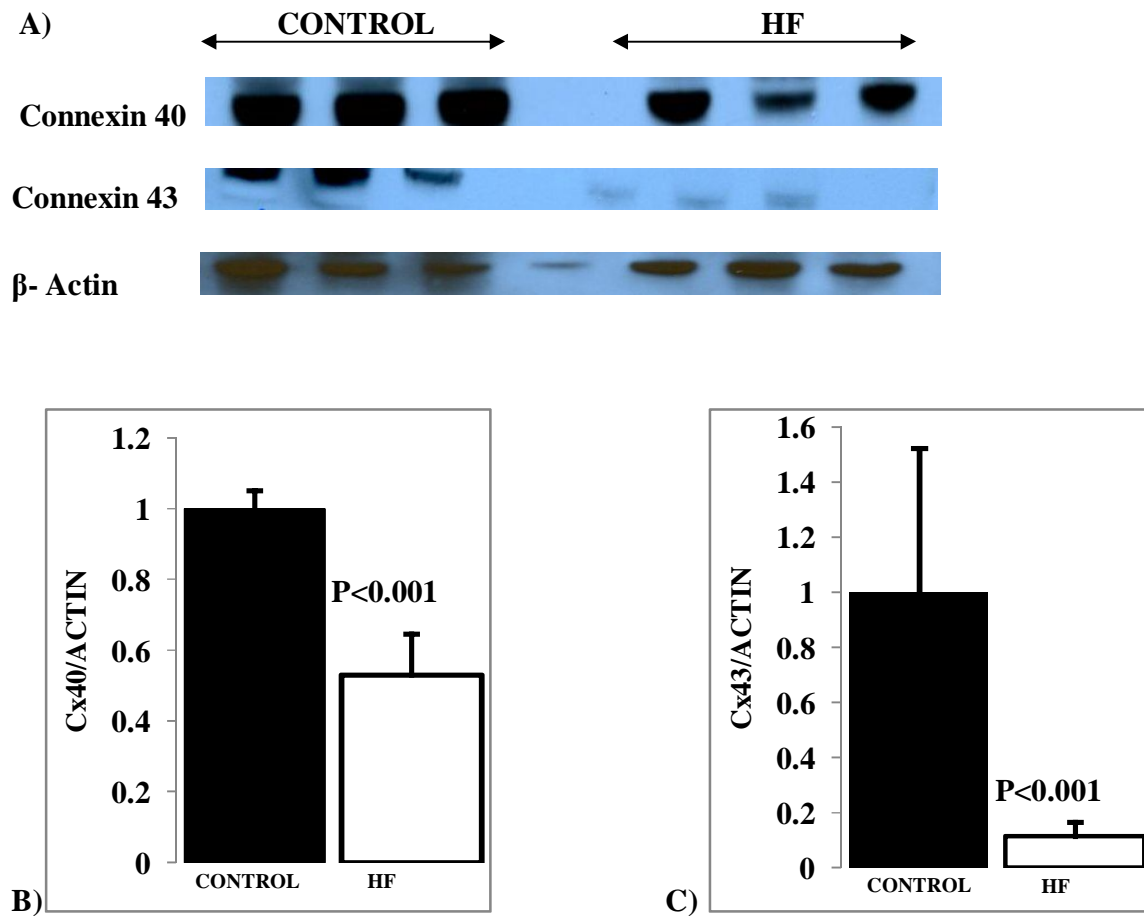 A)
CONTROL HF
Connexin 40
Connexin 43
β- Actin
1.2
1
0.8
0.6
0.4
0.2
0
Cx40/ACTIN
P<0.001
CONTROL HF
B)
1.6
1.4
1.2
1
0.8
0.6
0.4
0.2
0
Cx43/ACTIN
P<0.001
CONTROL HF
C)